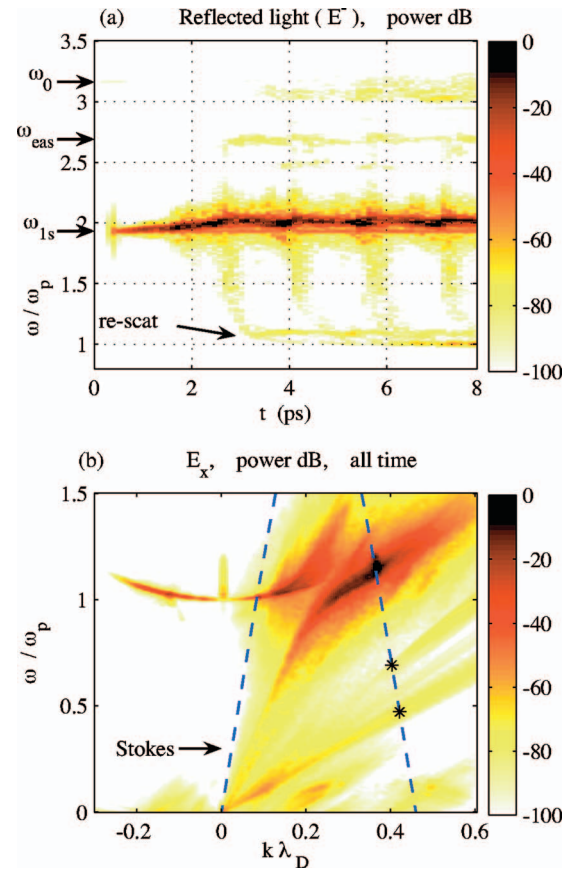 (a) Reflected light ( E⁻ ), power dB
3.5
ω₀
3
ω_eas
2.5
ω₁ₛ
2
1.5
re-scat
1
ω / ω_p
0 2 4 6 8
t (ps)
0
-20
-40
-60
-80
-100
(b) E_x, power dB, all time
1.5
1
0.5
Stokes
0
ω / ω_p
-0.2 0 0.2 0.4 0.6
k λ_D
0
-20
-40
-60
-80
-100